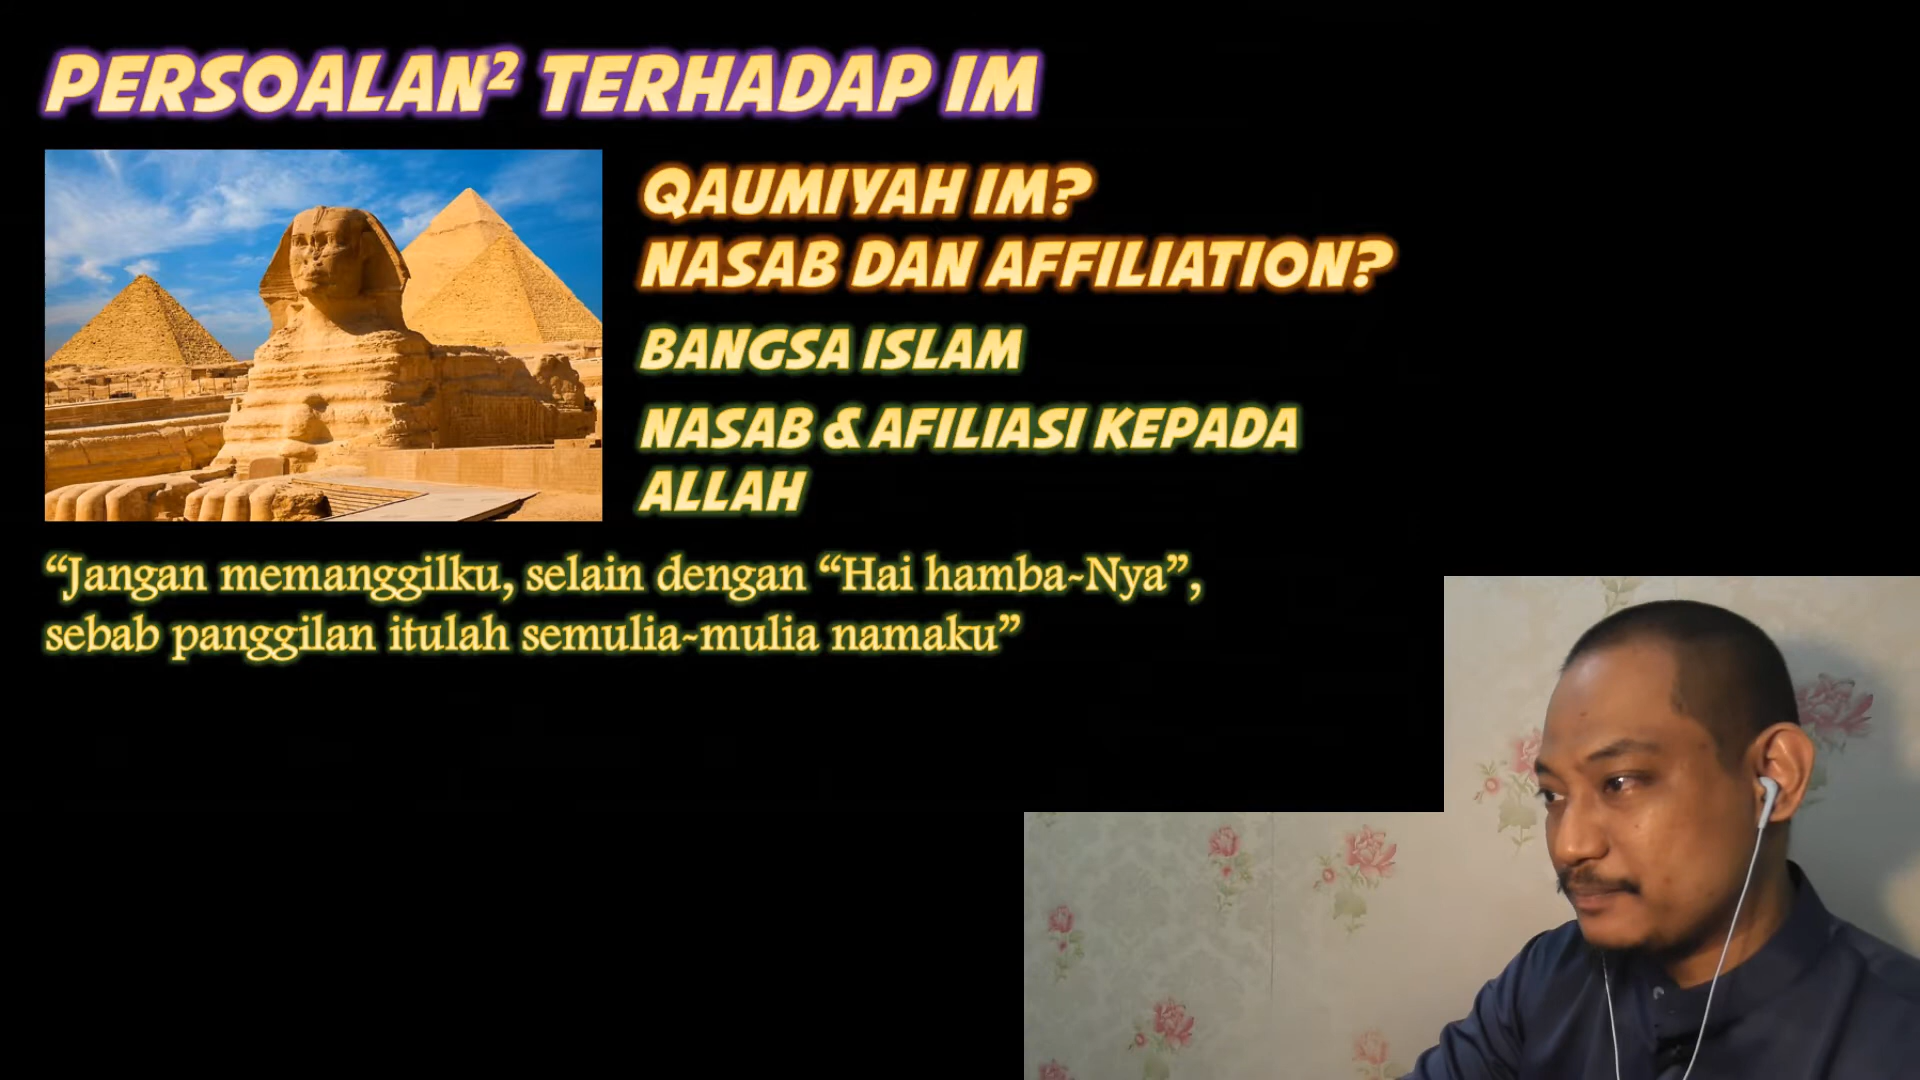 PERSOALAN² TERHADAP IM
QAUMIYAH IM?
NASAB DAN AFFILIATION?
BANGSA ISLAM
NASAB & AFILIASI KEPADA
ALLAH
“Jangan memanggilku, selain dengan “Hai hamba-Nya”,
sebab panggilan itulah semulia-mulia namaku”